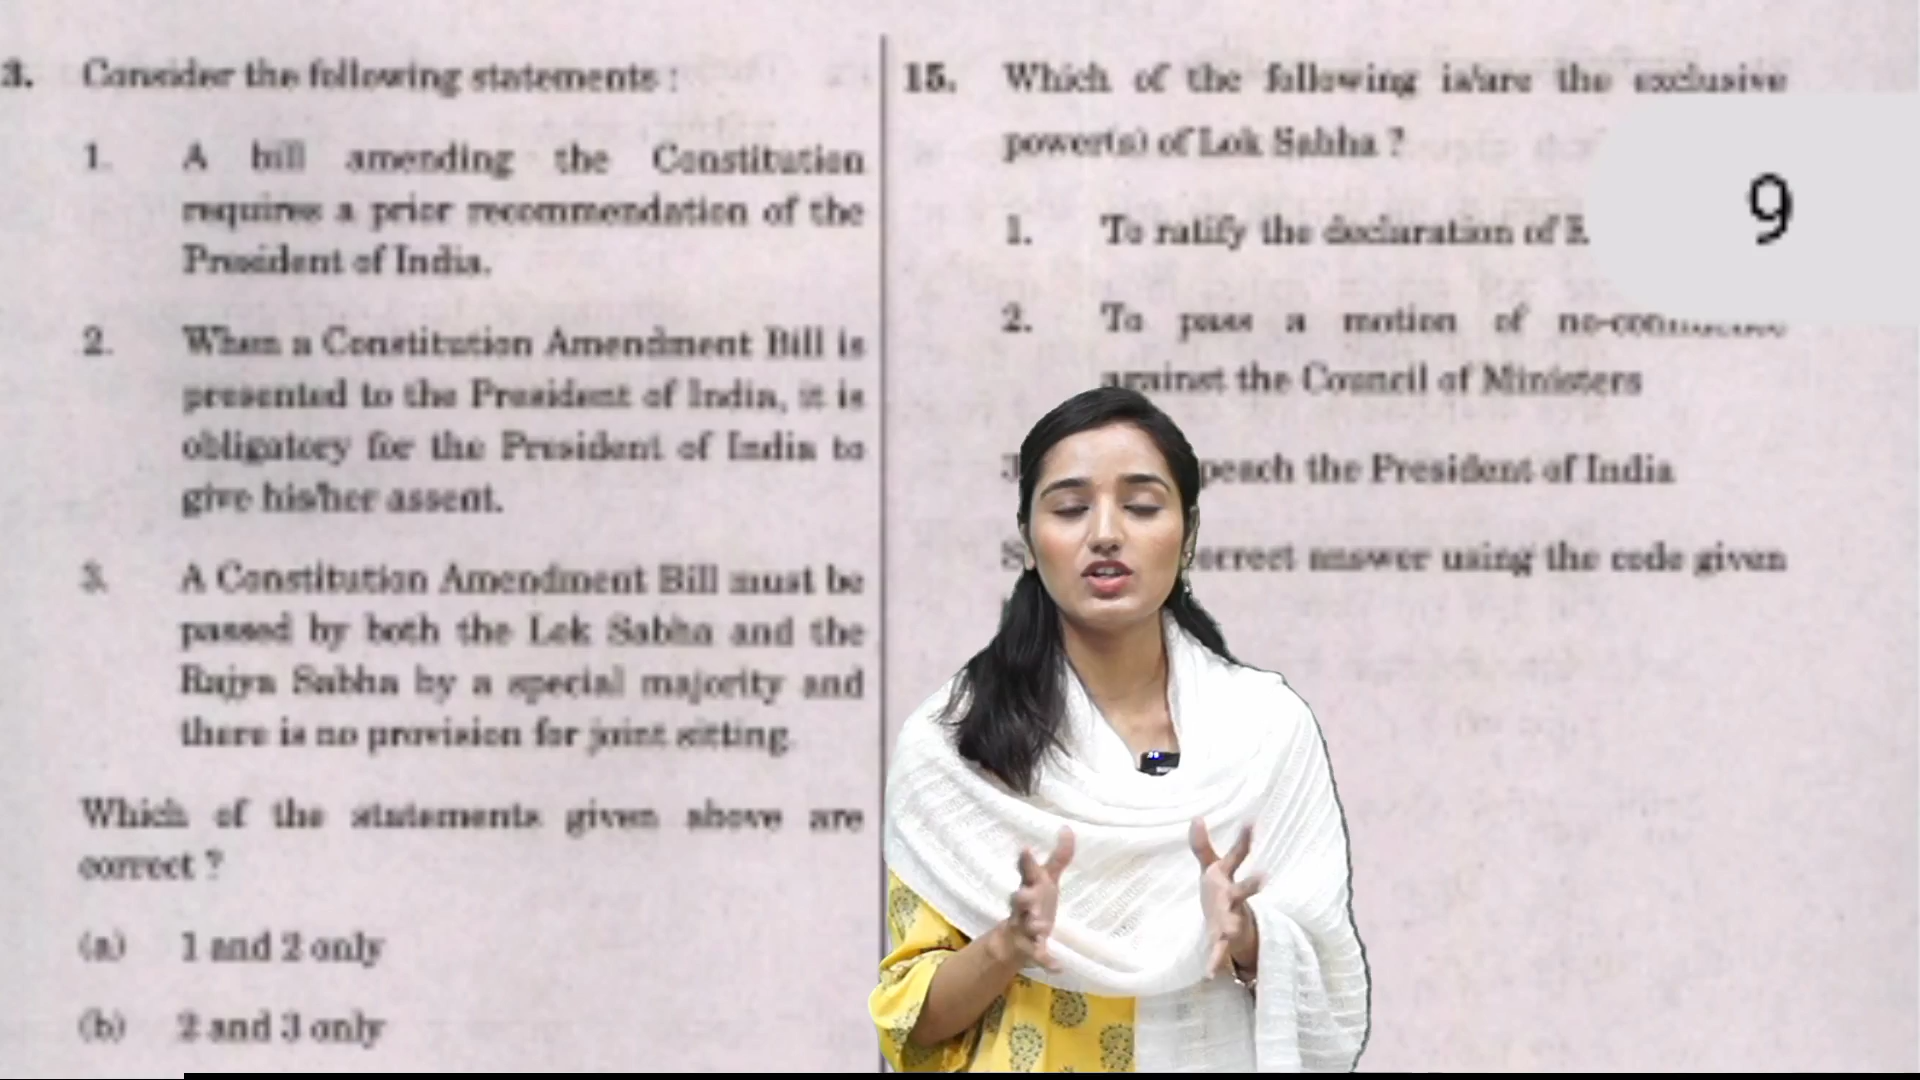 3. Consider the following statements :
1. A bill amending the Constitution
requires a prior recommendation of the
President of India.
2. When a Constitution Amendment Bill is
presented to the President of India, it is
obligatory for the President of India to
give his/her assent.
3. A Constitution Amendment Bill must be
passed by both the Lok Sabha and the
Rajya Sabha by a special majority and
there is no provision for joint sitting.
Which of the statements given above are
correct ?
(a) 1 and 2 only
(b) 2 and 3 only
15. Which of the following is/are the exclusive
power(s) of Lok Sabha ?
1. To ratify the declaration of
2. To pass a motion of
against the Council of Ministers
the President of India
answer using the code given
9